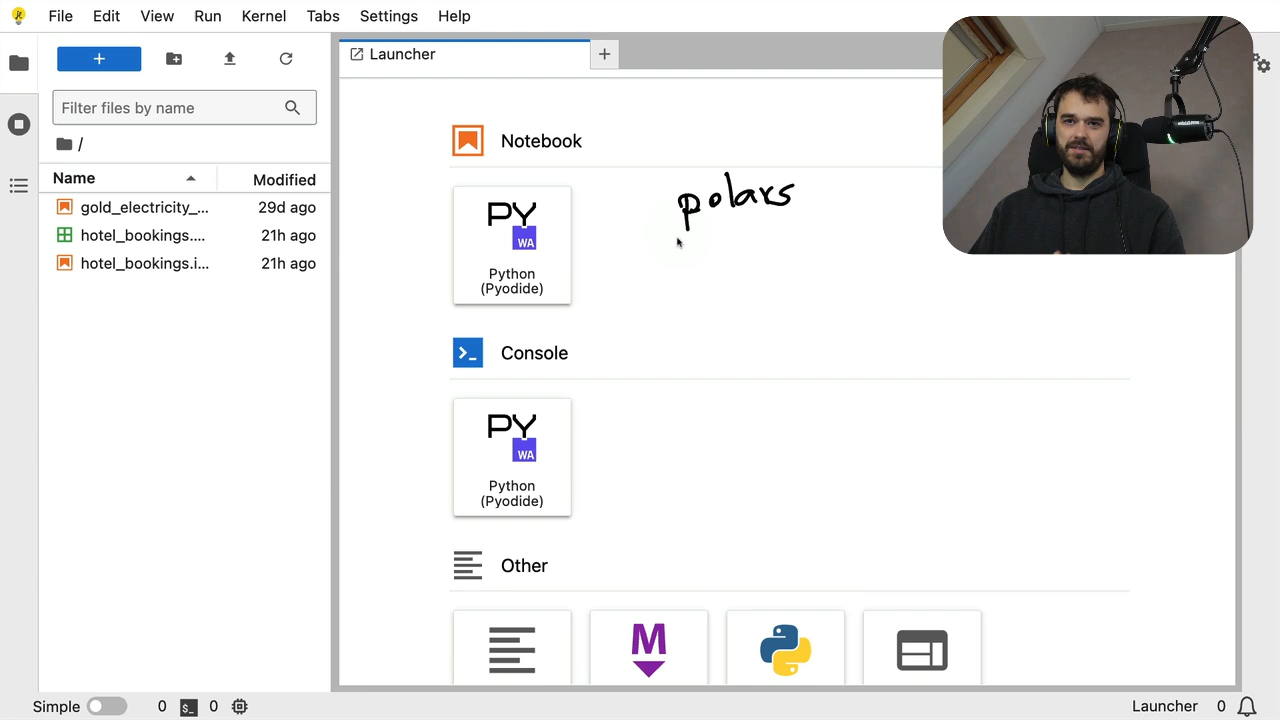 File Edit View Run Kernel Tabs Settings Help
+
Filter files by name
/
Name Modified
gold_electricity_... 29d ago
hotel_bookings.... 21h ago
hotel_bookings.i... 21h ago
Launcher +
Notebook
polars
PY
WA
Python
(Pyodide)
Console
PY
WA
Python
(Pyodide)
Other
M
Simple 0 $_ 0 Launcher 0